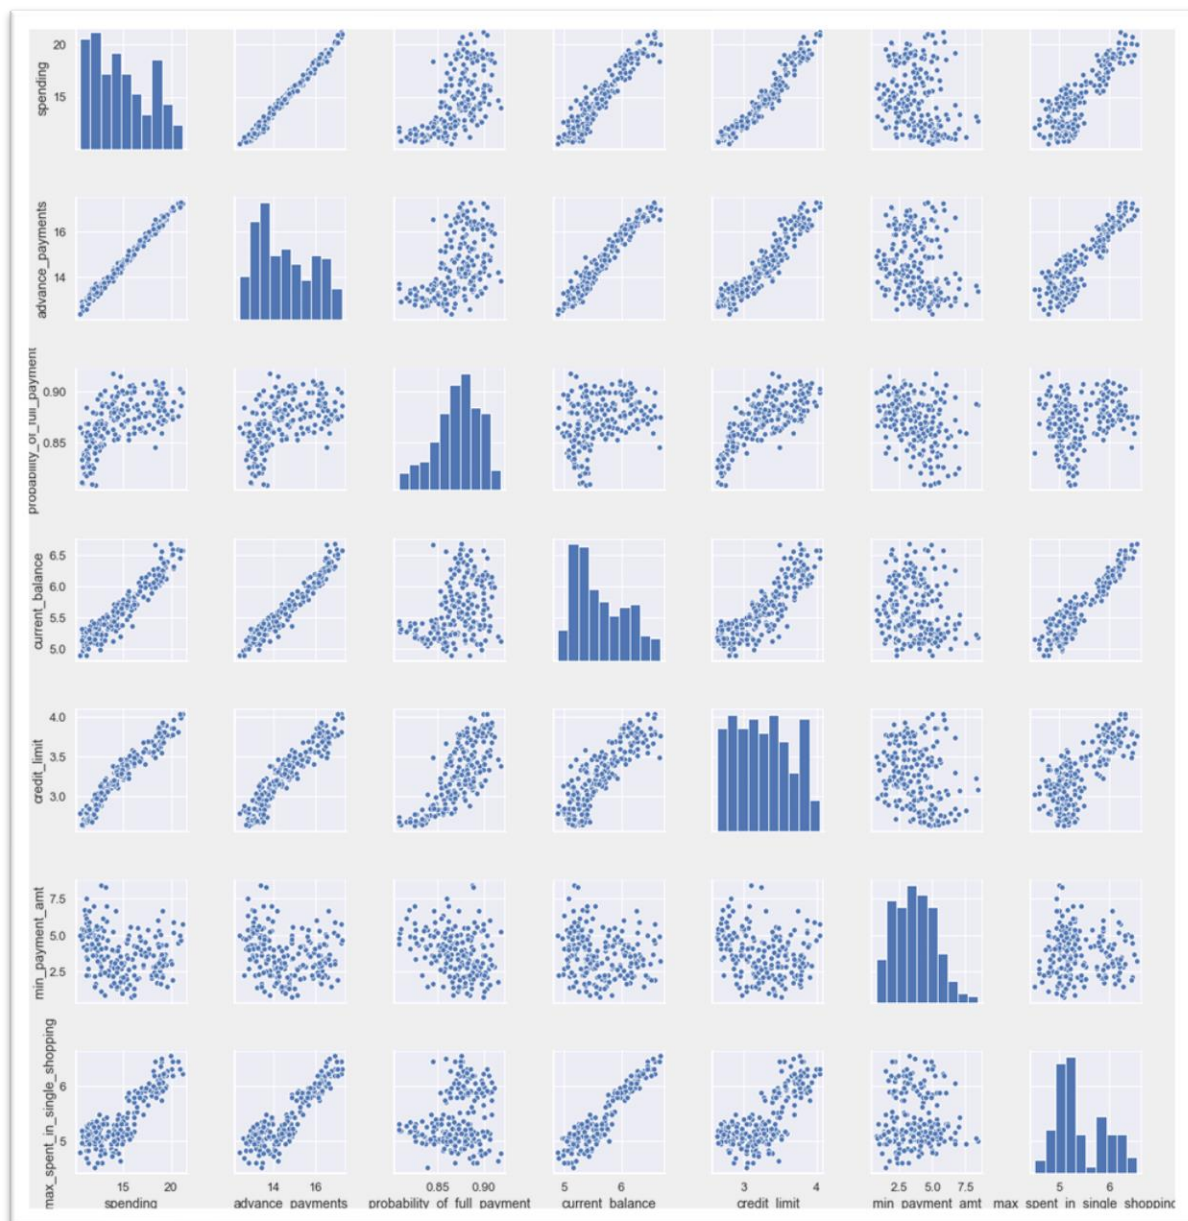 spending
20
15
advance_payments
16
14
probability_of_full_payment
0.90
0.85
current_balance
6.5
6.0
5.5
5.0
credit_limit
4.0
3.5
3.0
min_payment_amt
7.5
5.0
2.5
max_spent_in_single_shopping
6
5
15 20 14 16 0.85 0.90 5 6 3 4 2.5 5.0 7.5 5 6
spending advance_payments probability_of_full_payment current_balance credit_limit min_payment_amt max_spent_in_single_shopping